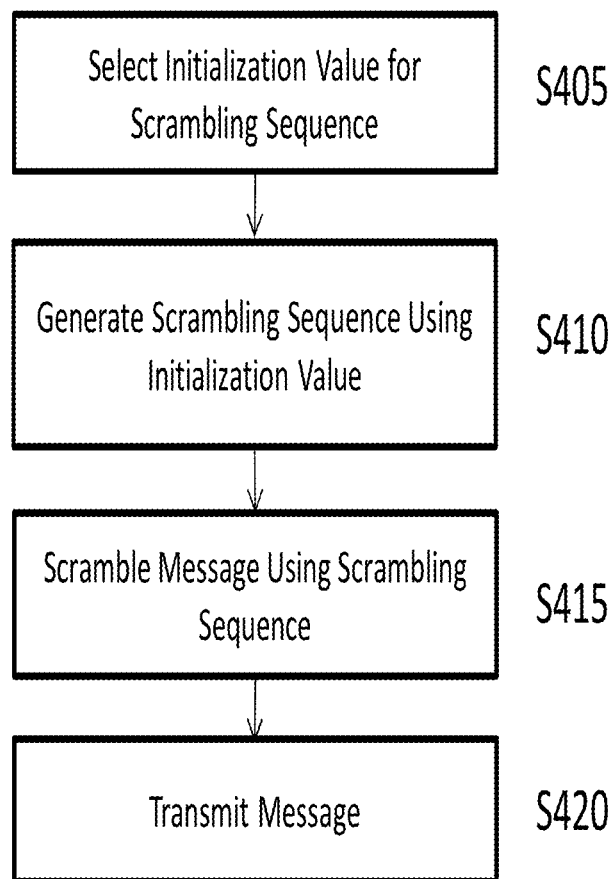 Select Initialization Value for
Scrambling Sequence
S405
Generate Scrambling Sequence Using
Initialization Value
S410
Scramble Message Using Scrambling
Sequence
S415
Transmit Message
S420